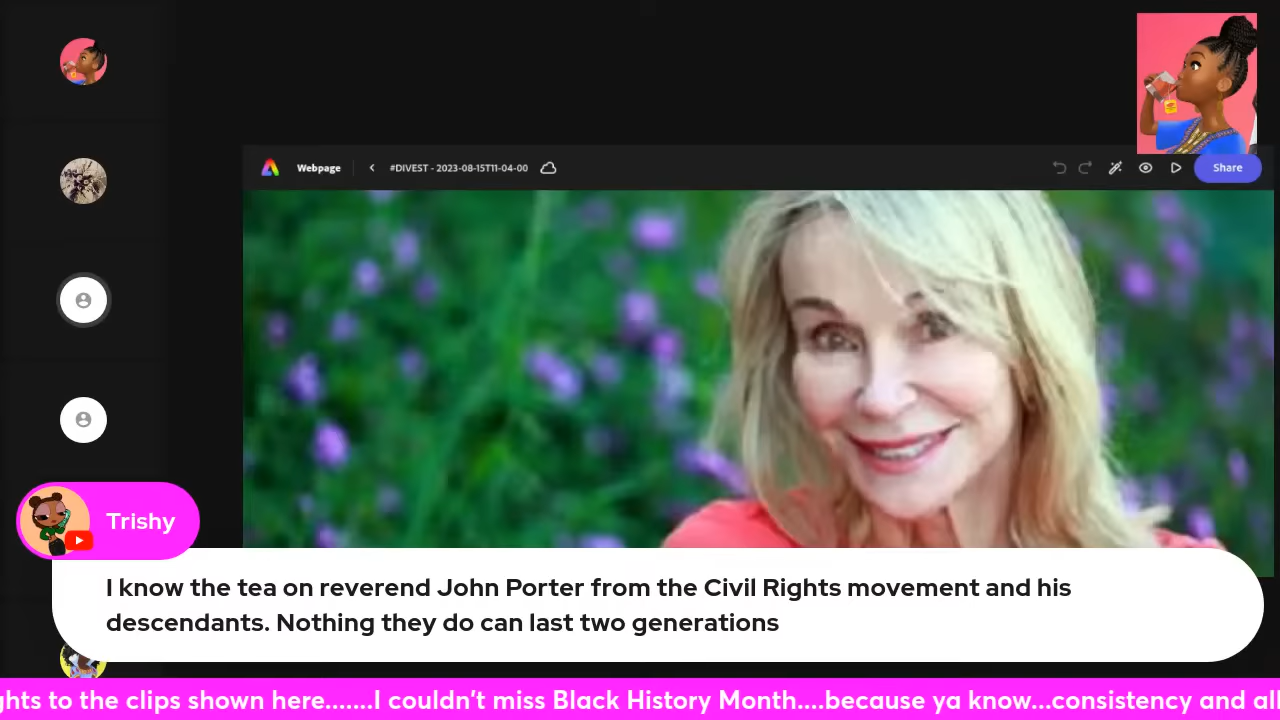 Webpage
#DIVEST - 2023-08-15T11-04-00
Share
Trishy
I know the tea on reverend John Porter from the Civil Rights movement and his
descendants. Nothing they do can last two generations
ghts to the clips shown here.......I couldn't miss Black History Month....because ya know...consistency and all